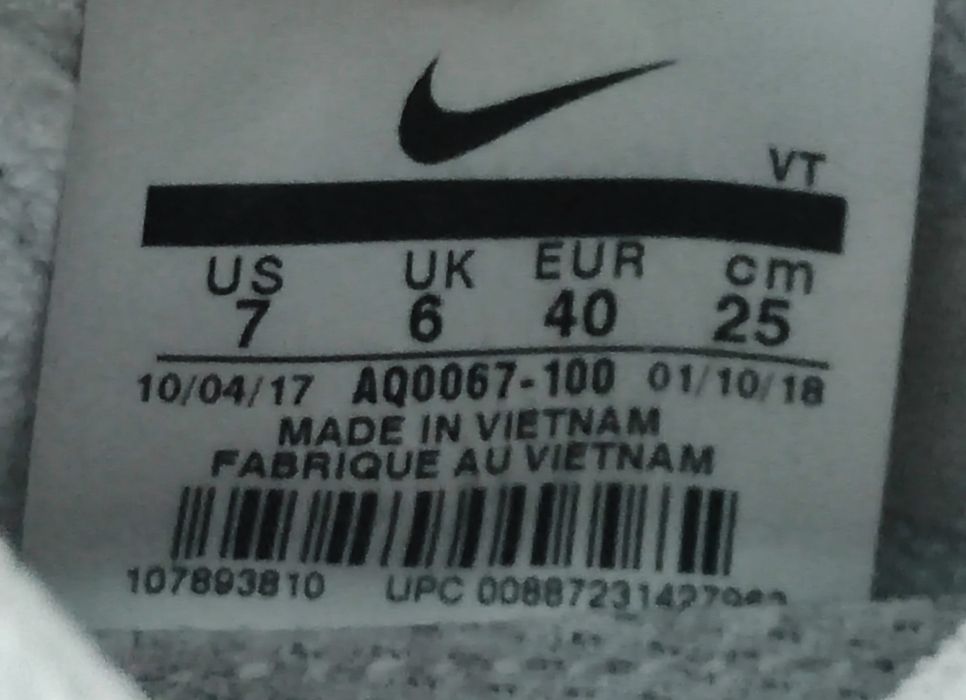 VT
US UK EUR cm
7 6 40 25
10/04/17 AQ0067-100 01/10/18
MADE IN VIETNAM
FABRIQUE AU VIETNAM
107893810 UPC